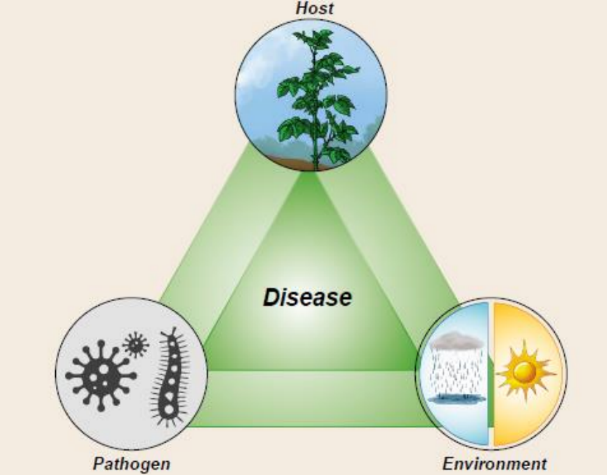 Host
Disease
Pathogen
Environment